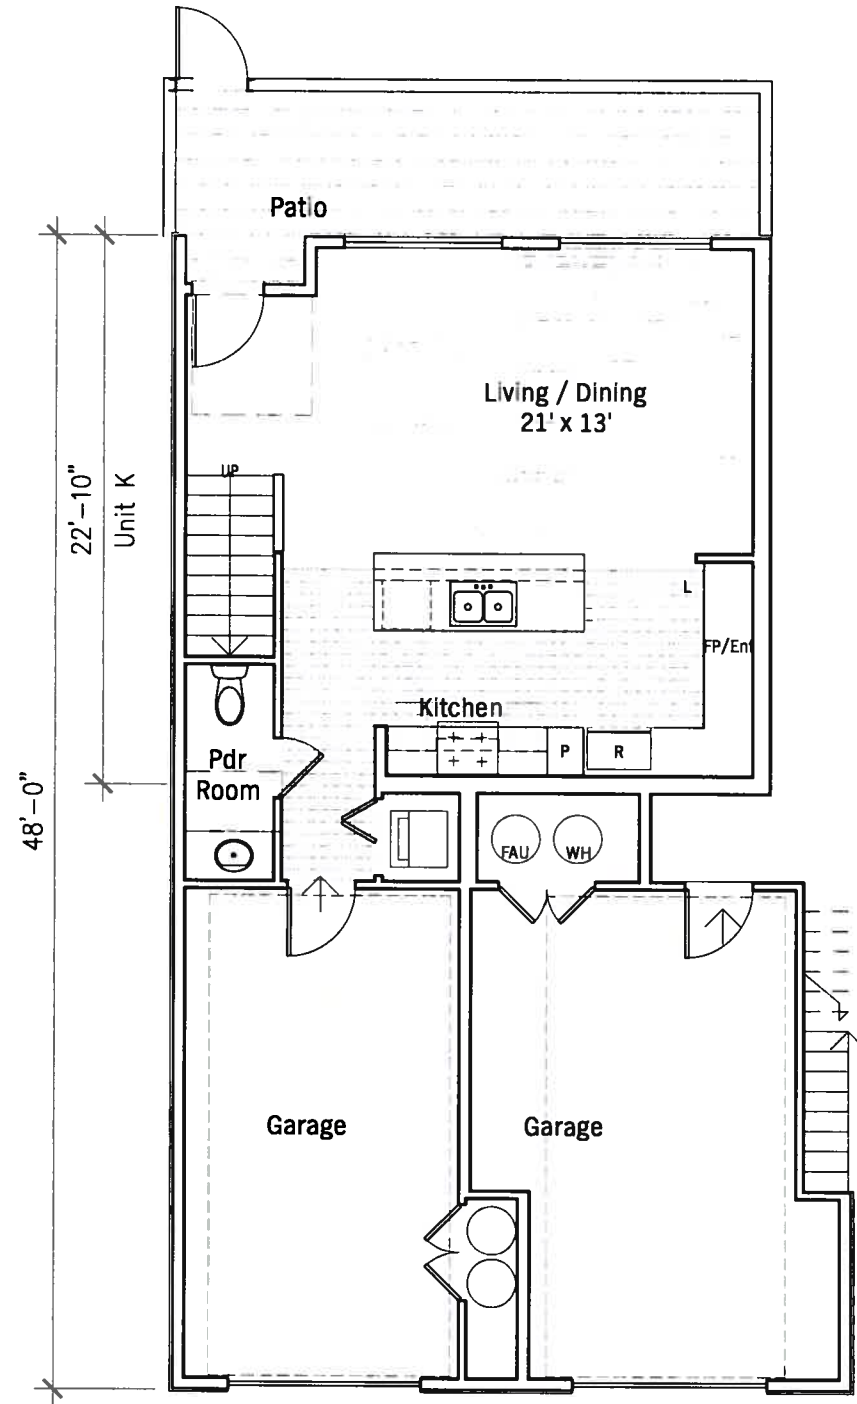 Patio
Living / Dining
21' x 13'
22'-10"
Unit K
UP
L
FP/Ent
Kitchen
P
R
Pdr
Room
48'-0"
FAU
WH
Garage
Garage